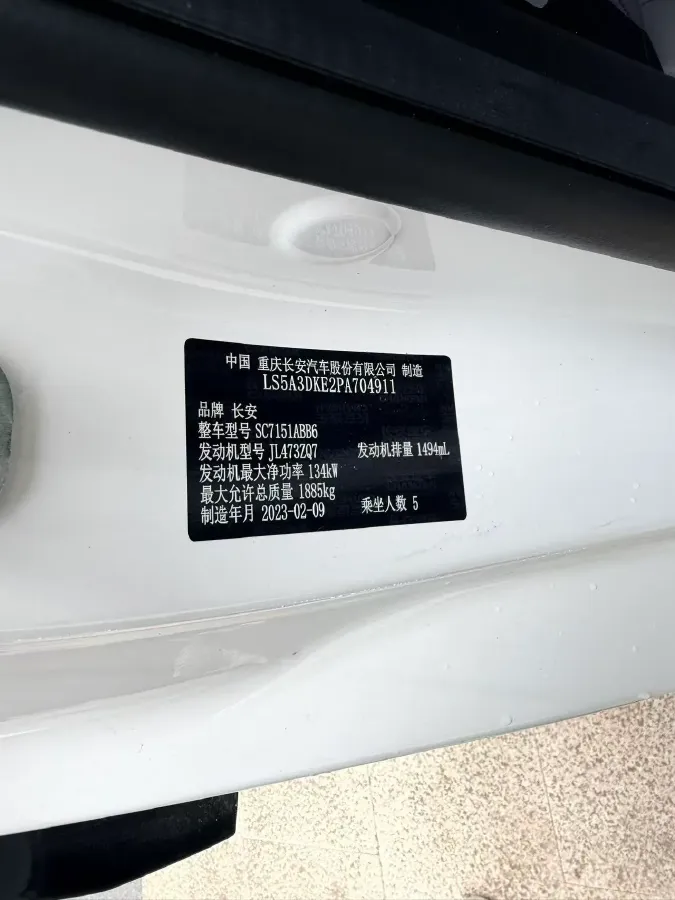 中国 重庆长安汽车股份有限公司 制造
LS5A3DKE2PA704911
品牌 长安
整车型号 SC7151ABB6
发动机型号 JL473ZQ7 发动机排量 1494mL
发动机最大净功率 134kW
最大允许总质量 1885kg
制造年月 2023-02-09 乘坐人数 5